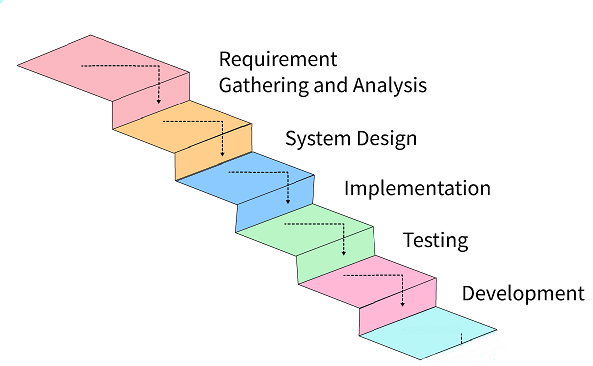 Requirement
Gathering and Analysis
System Design
Implementation
Testing
Development